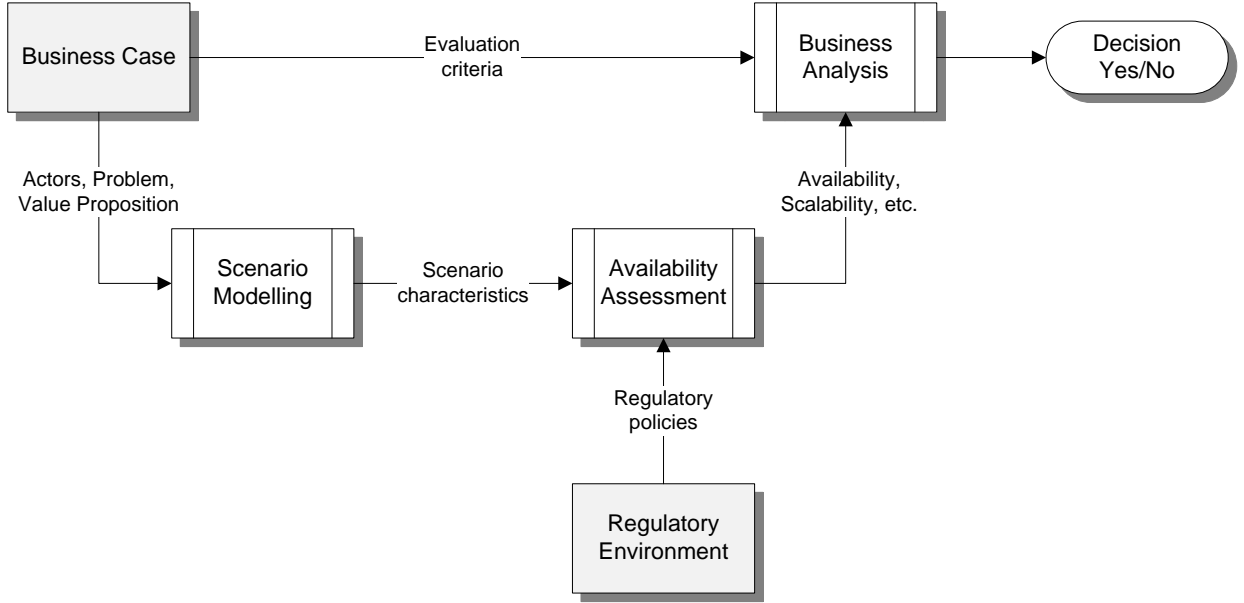 Business Case
Evaluation
criteria
Business
Analysis
Decision
Yes/No
Actors, Problem,
Value Proposition
Availability,
Scalability, etc.
Scenario
Modelling
Scenario
characteristics
Availability
Assessment
Regulatory
policies
Regulatory
Environment